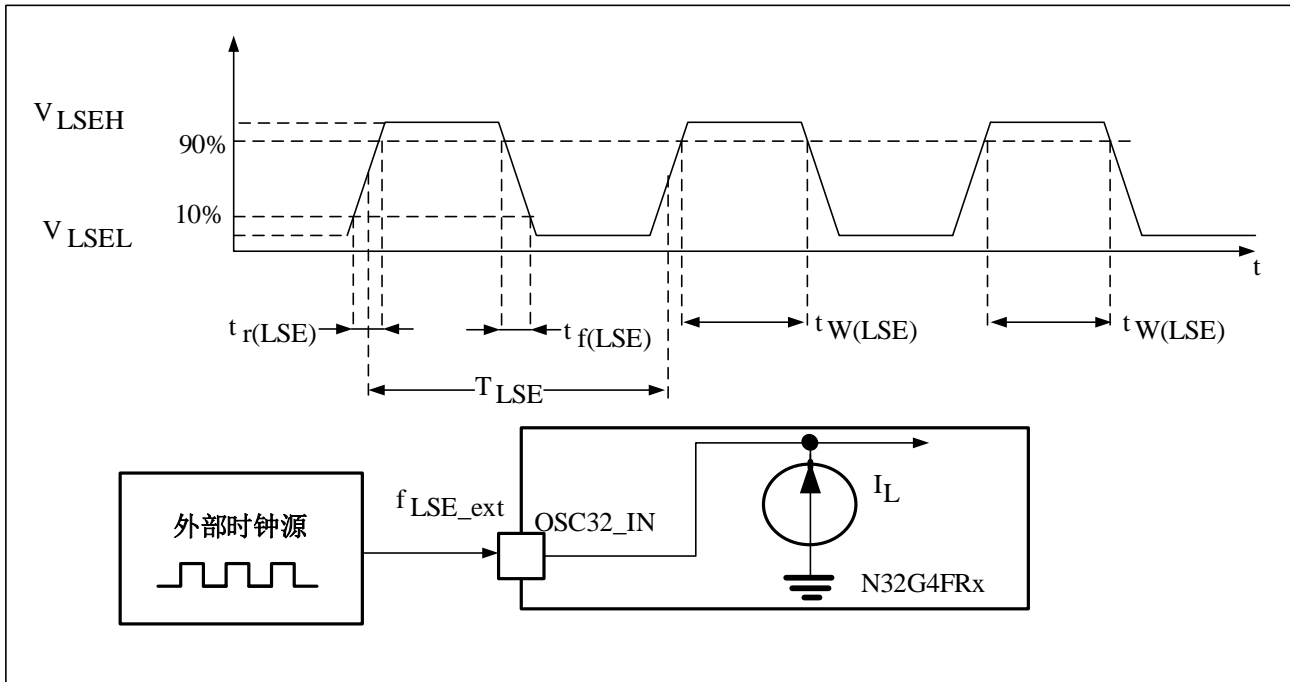 V LSEH
90%
10%
V LSEL
t
t r(LSE)
t f(LSE)
t W(LSE)
t W(LSE)
T LSE
外部时钟源
f LSE_ext
OSC32_IN
I L
N32G4FRx